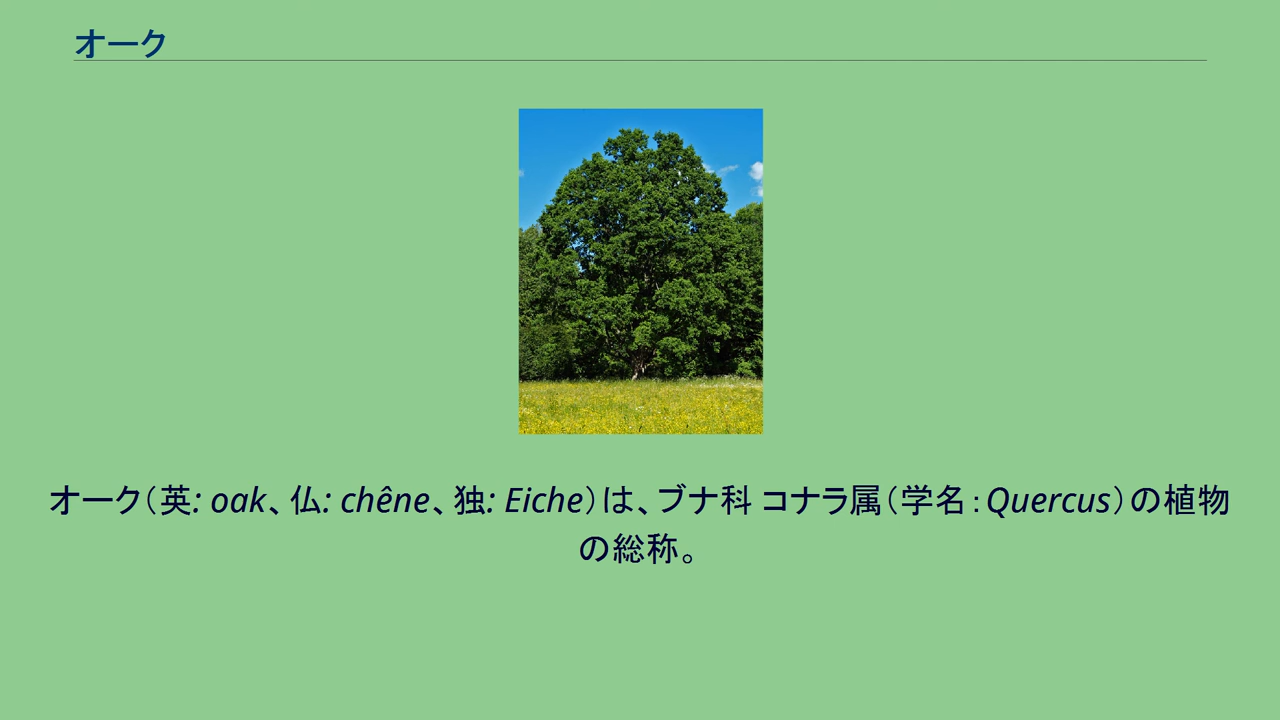 オーク
オーク（英: oak、仏: chêne、独: Eiche）は、ブナ科 コナラ属（学名：Quercus）の植物
の総称。